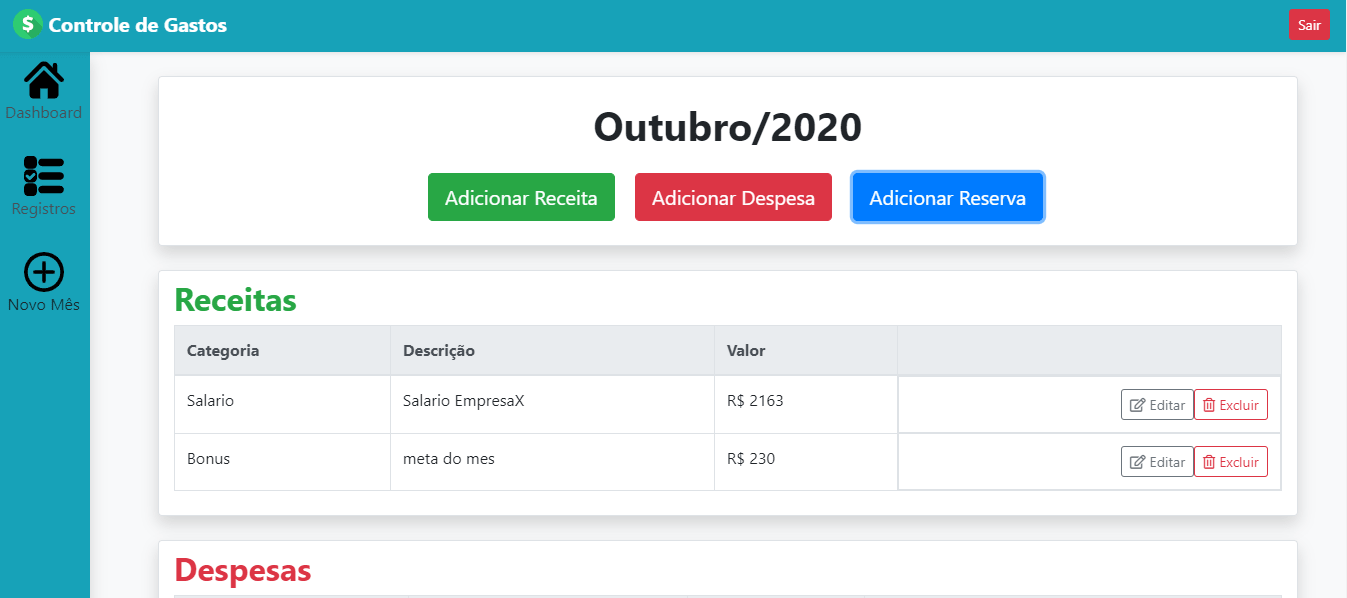 $ Controle de Gastos
Sair
Dashboard
Registros
Novo Mês
Outubro/2020
Adicionar Receita Adicionar Despesa Adicionar Reserva
Receitas
Categoria Descrição Valor
Salario Salario EmpresaX R$ 2163 Editar Excluir
Bonus meta do mes R$ 230 Editar Excluir
Despesas